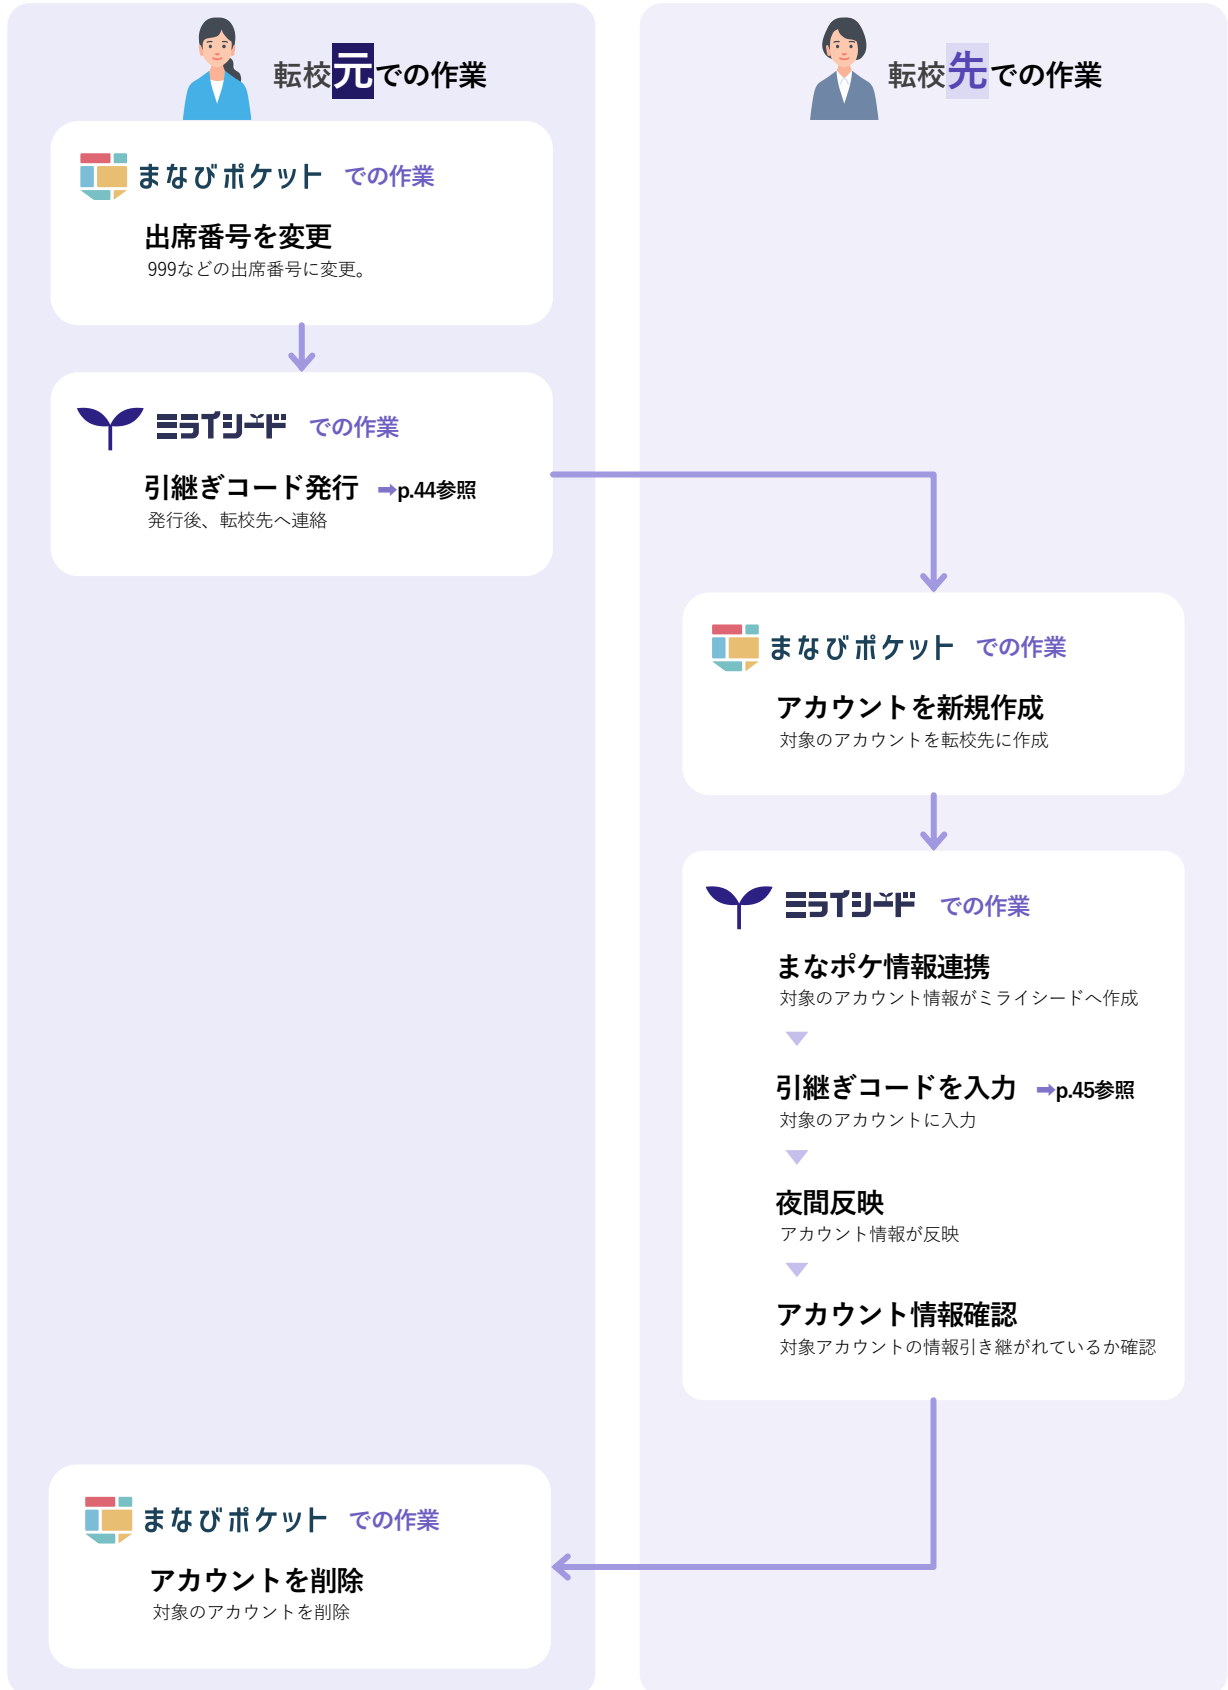 転校元での作業
まなびポケット での作業
出席番号を変更
999などの出席番号に変更。
ミライシード での作業
引継ぎコード発行 ➡p.44参照
発行後、転校先へ連絡
転校先での作業
まなびポケット での作業
アカウントを新規作成
対象のアカウントを転校先に作成
ミライシード での作業
まなポケ情報連携
対象のアカウント情報がミライシードへ作成
引継ぎコードを入力 ➡p.45参照
対象のアカウントに入力
夜間反映
アカウント情報が反映
アカウント情報確認
対象アカウントの情報引き継がれているか確認
まなびポケット での作業
アカウントを削除
対象のアカウントを削除